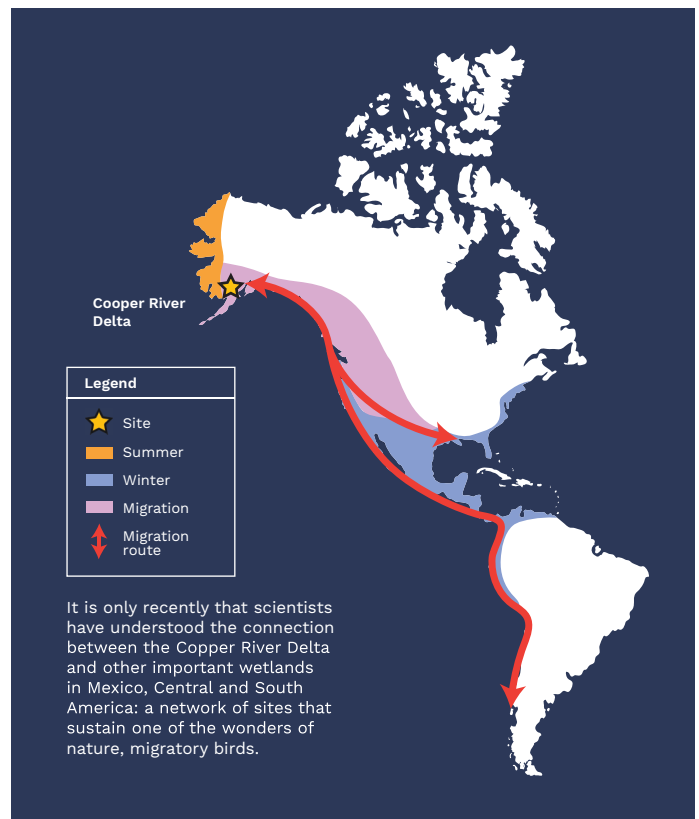 Cooper River
Delta
Legend
Site
Summer
Winter
Migration
Migration
route
It is only recently that scientists
have understood the connection
between the Copper River Delta
and other important wetlands
in Mexico, Central and South
America: a network of sites that
sustain one of the wonders of
nature, migratory birds.